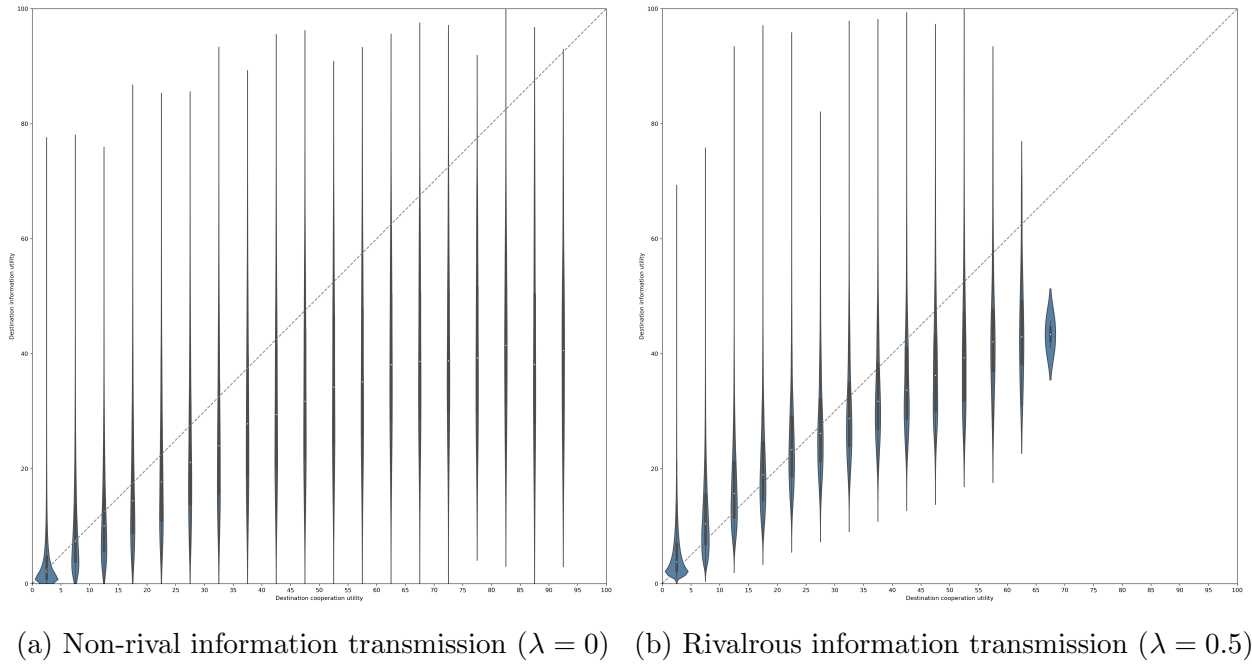 100
80
60
40
20
0
Destination information utility
0 5 10 15 20 25 30 35 40 45 50 55 60 65 70 75 80 85 90 100
Destination cooperation utility
100
80
60
40
20
0
Destination information utility
0 5 10 15 20 25 30 35 40 45 50 55 60 65 70 75 80 85 90 100
Destination cooperation utility
(a) Non-rival information transmission (λ = 0)
(b) Rivalrous information transmission (λ = 0.5)